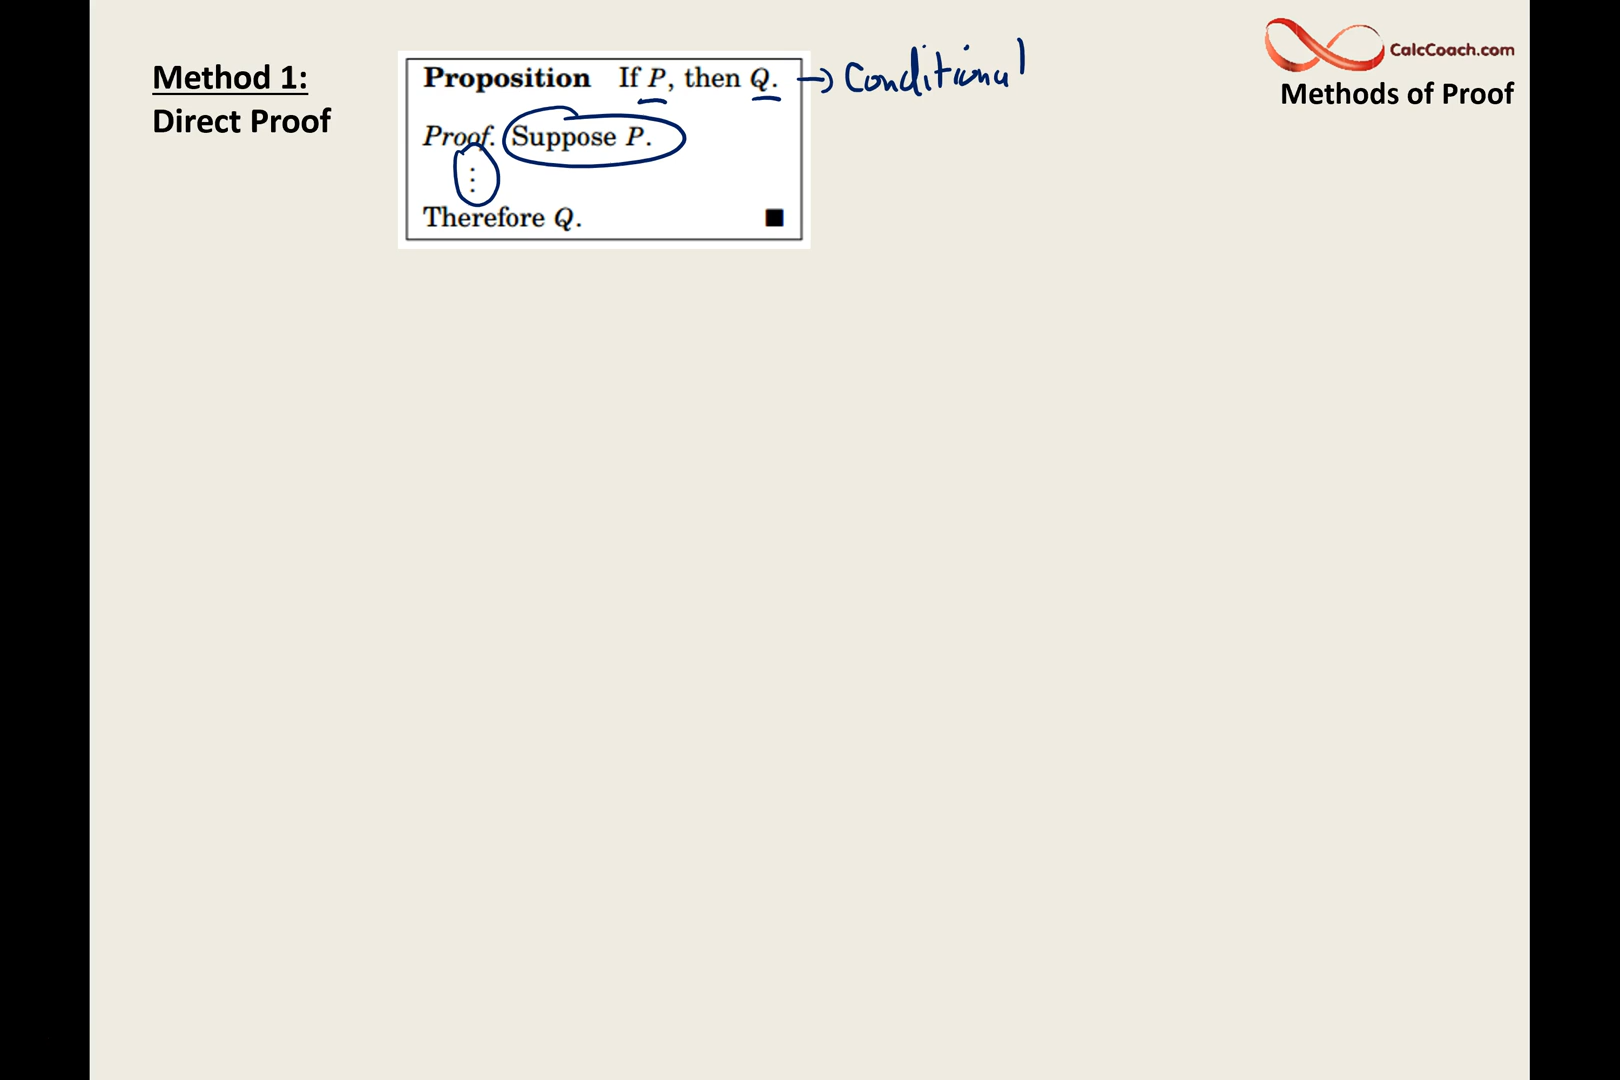 Method 1:
Direct Proof
Proposition If P, then Q. → Conditional
Proof. Suppose P.
⋮
Therefore Q. ■
CalcCoach.com
Methods of Proof